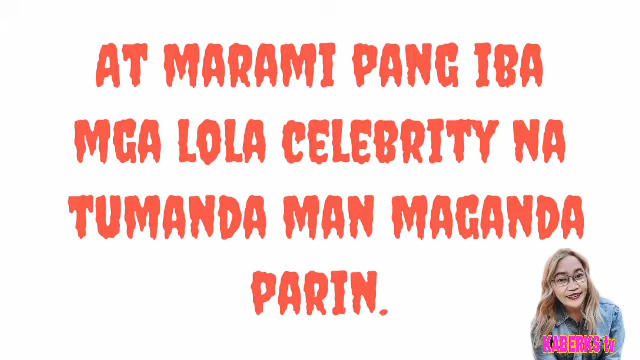 AT MARAMI PANG IBA
MGA LOLA CELEBRITY NA
TUMANDA MAN MAGANDA
PARIN.
KABERKS tv